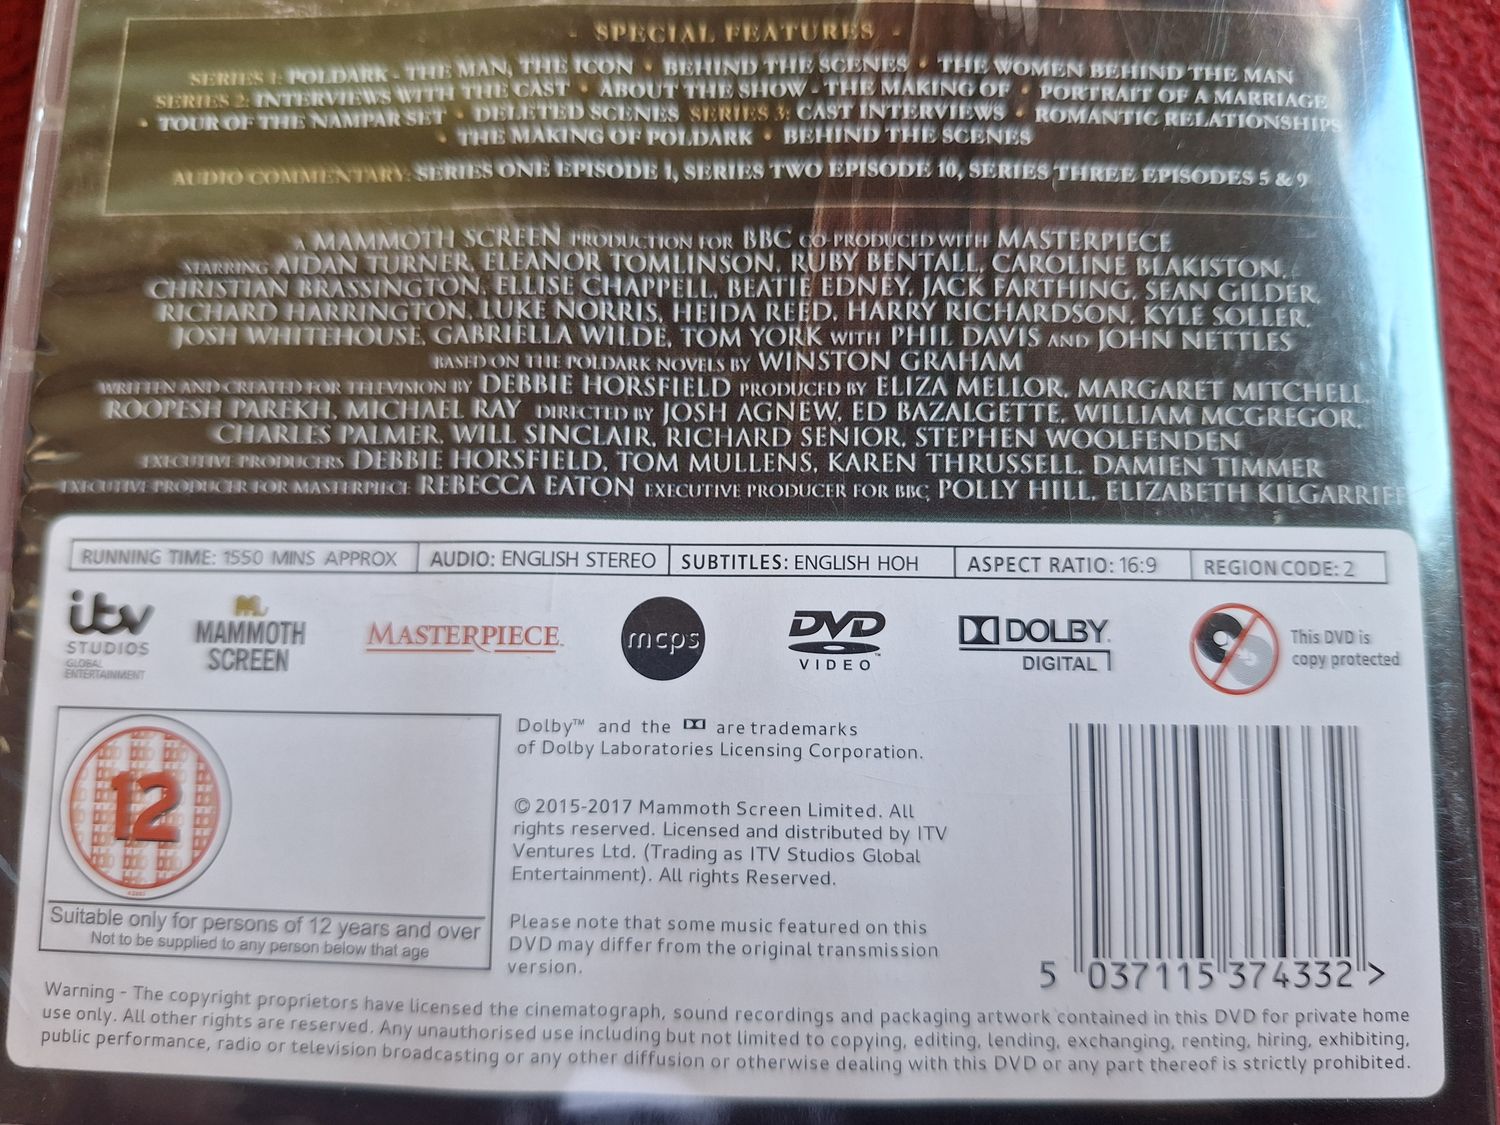 - SPECIAL FEATURES -
SERIES 1: POLDARK - THE MAN, THE ICON • BEHIND THE SCENES • THE WOMEN BEHIND THE MAN
SERIES 2: INTERVIEWS WITH THE CAST • ABOUT THE SHOW - THE MAKING OF • PORTRAIT OF A MARRIAGE
• TOUR OF THE NAMPAR SET • DELETED SCENES SERIES 3: CAST INTERVIEWS • ROMANTIC RELATIONSHIPS
• THE MAKING OF POLDARK • BEHIND THE SCENES
AUDIO COMMENTARY: SERIES ONE EPISODE 1, SERIES TWO EPISODE 10, SERIES THREE EPISODES 5 & 9
A MAMMOTH SCREEN PRODUCTION FOR BBC CO-PRODUCED WITH MASTERPIECE
STARRING AIDAN TURNER, ELEANOR TOMLINSON, RUBY BENTALL, CAROLINE BLAKISTON,
CHRISTIAN BRASSINGTON, ELLISE CHAPPELL, BEATIE EDNEY, JACK FARTHING, SEAN GILDER,
RICHARD HARRINGTON, LUKE NORRIS, HEIDA REED, HARRY RICHARDSON, KYLE SOLLER,
JOSH WHITEHOUSE, GABRIELLA WILDE, TOM YORK WITH PHIL DAVIS AND JOHN NETTLES
BASED ON THE POLDARK NOVELS BY WINSTON GRAHAM
WRITTEN AND CREATED FOR TELEVISION BY DEBBIE HORSFIELD PRODUCED BY ELIZA MELLOR, MARGARET MITCHELL,
ROOPESH PAREKH, MICHAEL RAY DIRECTED BY JOSH AGNEW, ED BAZALGETTE, WILLIAM MCGREGOR,
CHARLES PALMER, WILL SINCLAIR, RICHARD SENIOR, STEPHEN WOOLFENDEN
EXECUTIVE PRODUCERS DEBBIE HORSFIELD, TOM MULLENS, KAREN THRUSSELL, DAMIEN TIMMER
EXECUTIVE PRODUCER FOR MASTERPIECE REBECCA EATON EXECUTIVE PRODUCER FOR BBC POLLY HILL, ELIZABETH KILGARRIFF
RUNNING TIME: 1550 MINS APPROX AUDIO: ENGLISH STEREO SUBTITLES: ENGLISH HOH ASPECT RATIO: 16:9 REGION CODE: 2
itv
STUDIOS
GLOBAL
ENTERTAINMENT
MAMMOTH
SCREEN
MASTERPIECE
mcps
DVD
VIDEO
DOLBY
DIGITAL
This DVD is
copy protected
12
Suitable only for persons of 12 years and over
Not to be supplied to any person below that age
Dolby™ and the are trademarks
of Dolby Laboratories Licensing Corporation.
© 2015-2017 Mammoth Screen Limited. All
rights reserved. Licensed and distributed by ITV
Ventures Ltd. (Trading as ITV Studios Global
Entertainment). All rights Reserved.
Please note that some music featured on this
DVD may differ from the original transmission
version.
5 037115 374332 >
Warning - The copyright proprietors have licensed the cinematograph, sound recordings and packaging artwork contained in this DVD for private home
use only. All other rights are reserved. Any unauthorised use including but not limited to copying, editing, lending, exchanging, renting, hiring, exhibiting,
public performance, radio or television broadcasting or any other diffusion or otherwise dealing with this DVD or any part thereof is strictly prohibited.